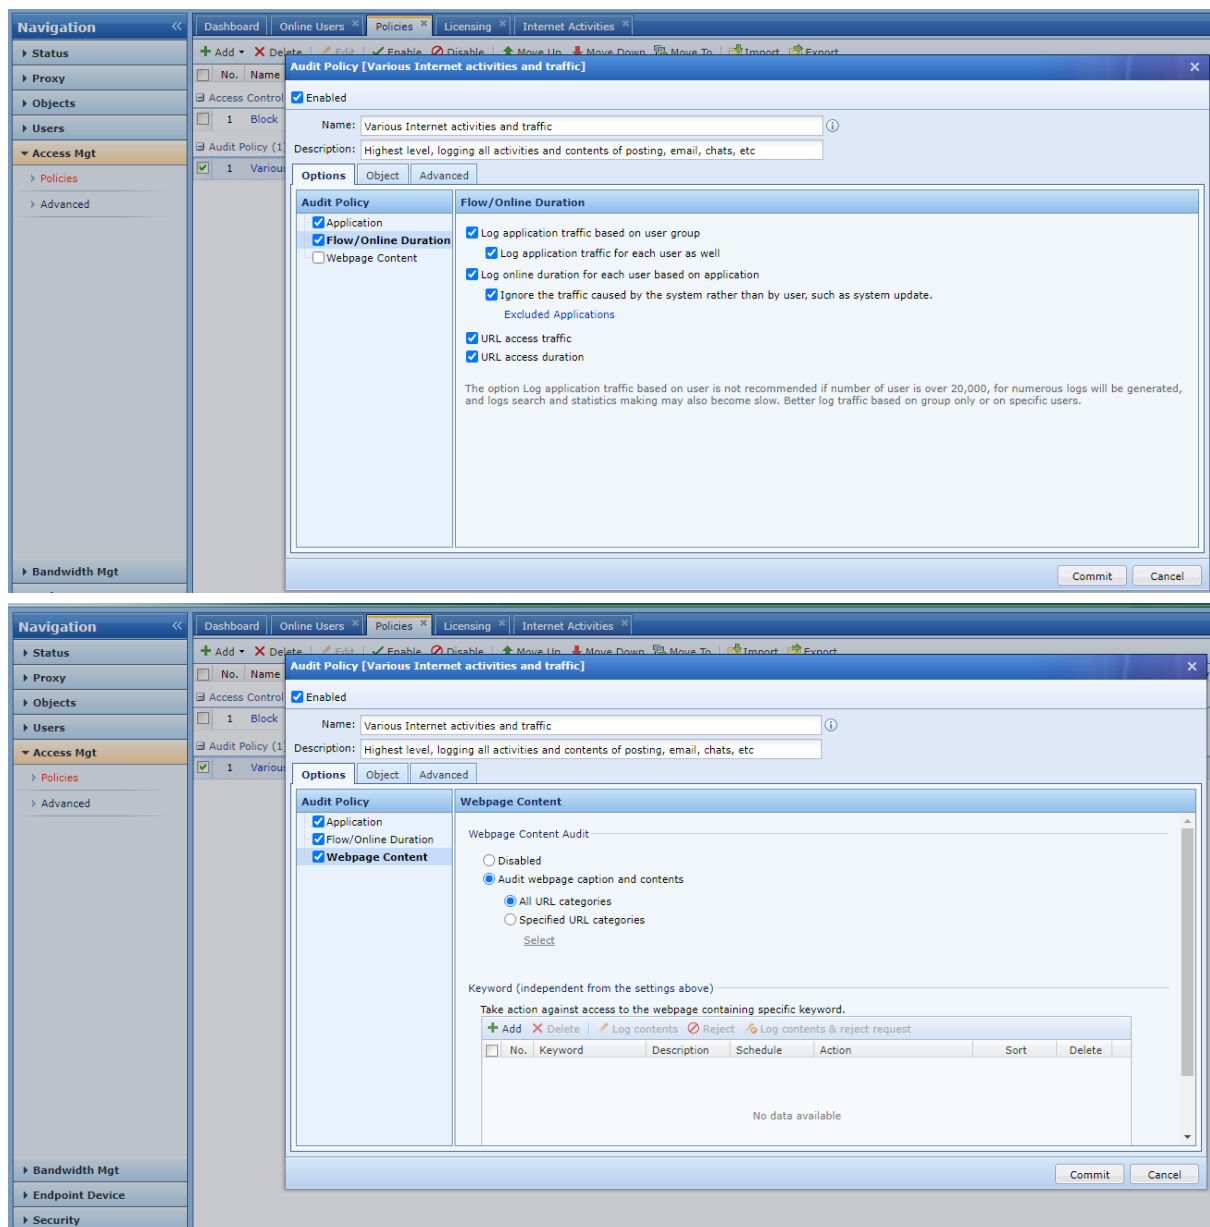 Navigation
Dashboard Online Users Policies Licensing Internet Activities
Status
Add Delete Edit Enable Disable Move Up Move Down Move To Import Export
Audit Policy [Various Internet activities and traffic]
No. Name
Proxy
Access Control
Enabled
Objects
1 Block
Name: Various Internet activities and traffic
Users
Audit Policy (1)
Description: Highest level, logging all activities and contents of posting, email, chats, etc
Access Mgt
1 Various
Options Object Advanced
Policies
Advanced
Audit Policy
Application
Flow/Online Duration
Webpage Content
Flow/Online Duration
Log application traffic based on user group
Log application traffic for each user as well
Log online duration for each user based on application
Ignore the traffic caused by the system rather than by user, such as system update.
Excluded Applications
URL access traffic
URL access duration
The option Log application traffic based on user is not recommended if number of user is over 20,000, for numerous logs will be generated,
and logs search and statistics making may also become slow. Better log traffic based on group only or on specific users.
Bandwidth Mgt
Commit Cancel
Navigation
Dashboard Online Users Policies Licensing Internet Activities
Status
Add Delete Edit Enable Disable Move Up Move Down Move To Import Export
Audit Policy [Various Internet activities and traffic]
No. Name
Proxy
Access Control
Enabled
Objects
1 Block
Name: Various Internet activities and traffic
Users
Audit Policy (1)
Description: Highest level, logging all activities and contents of posting, email, chats, etc
Access Mgt
1 Various
Options Object Advanced
Policies
Advanced
Audit Policy
Application
Flow/Online Duration
Webpage Content
Webpage Content
Webpage Content Audit
Disabled
Audit webpage caption and contents
All URL categories
Specified URL categories
Select
Keyword (independent from the settings above)
Take action against access to the webpage containing specific keyword.
Add Delete Log contents Reject Log contents & reject request
No. Keyword Description Schedule Action Sort Delete
No data available
Bandwidth Mgt
Commit Cancel
Endpoint Device
Security